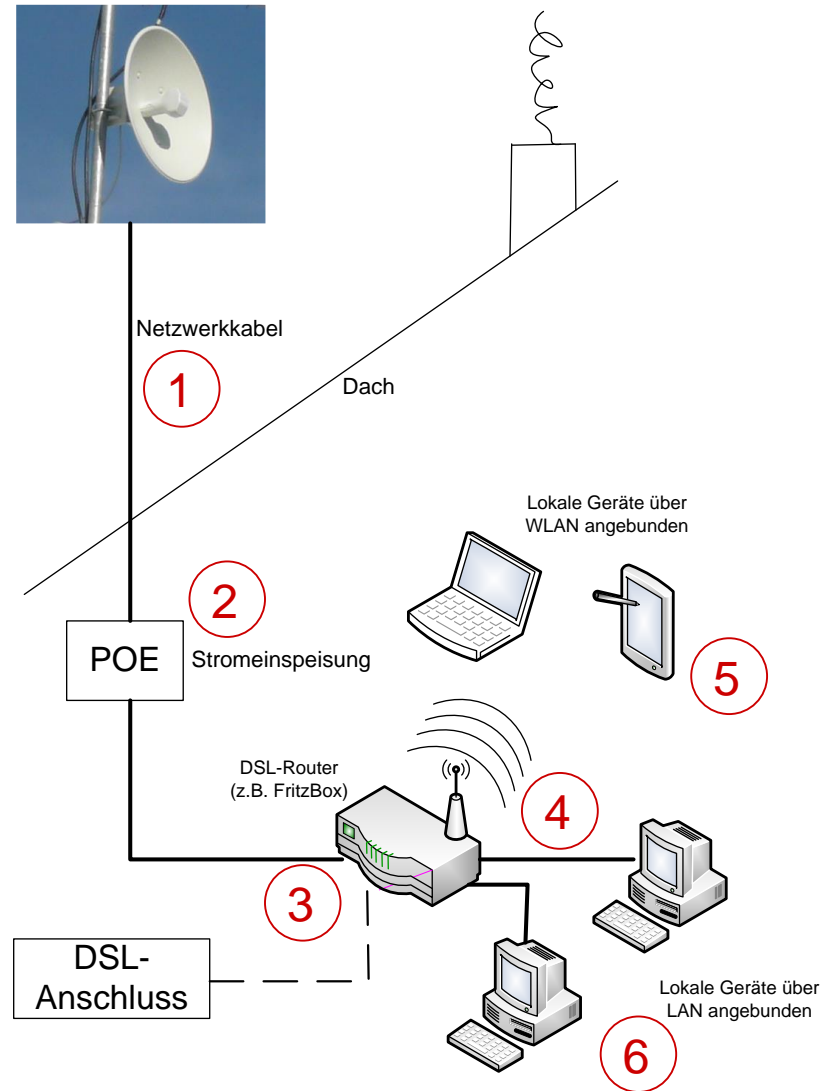 Netzwerkkabel
1
Dach
Lokale Geräte über
WLAN angebunden
2
POE
Stromeinspeisung
5
DSL-Router
(z.B. FritzBox)
4
3
DSL-
Anschluss
Lokale Geräte über
LAN angebunden
6